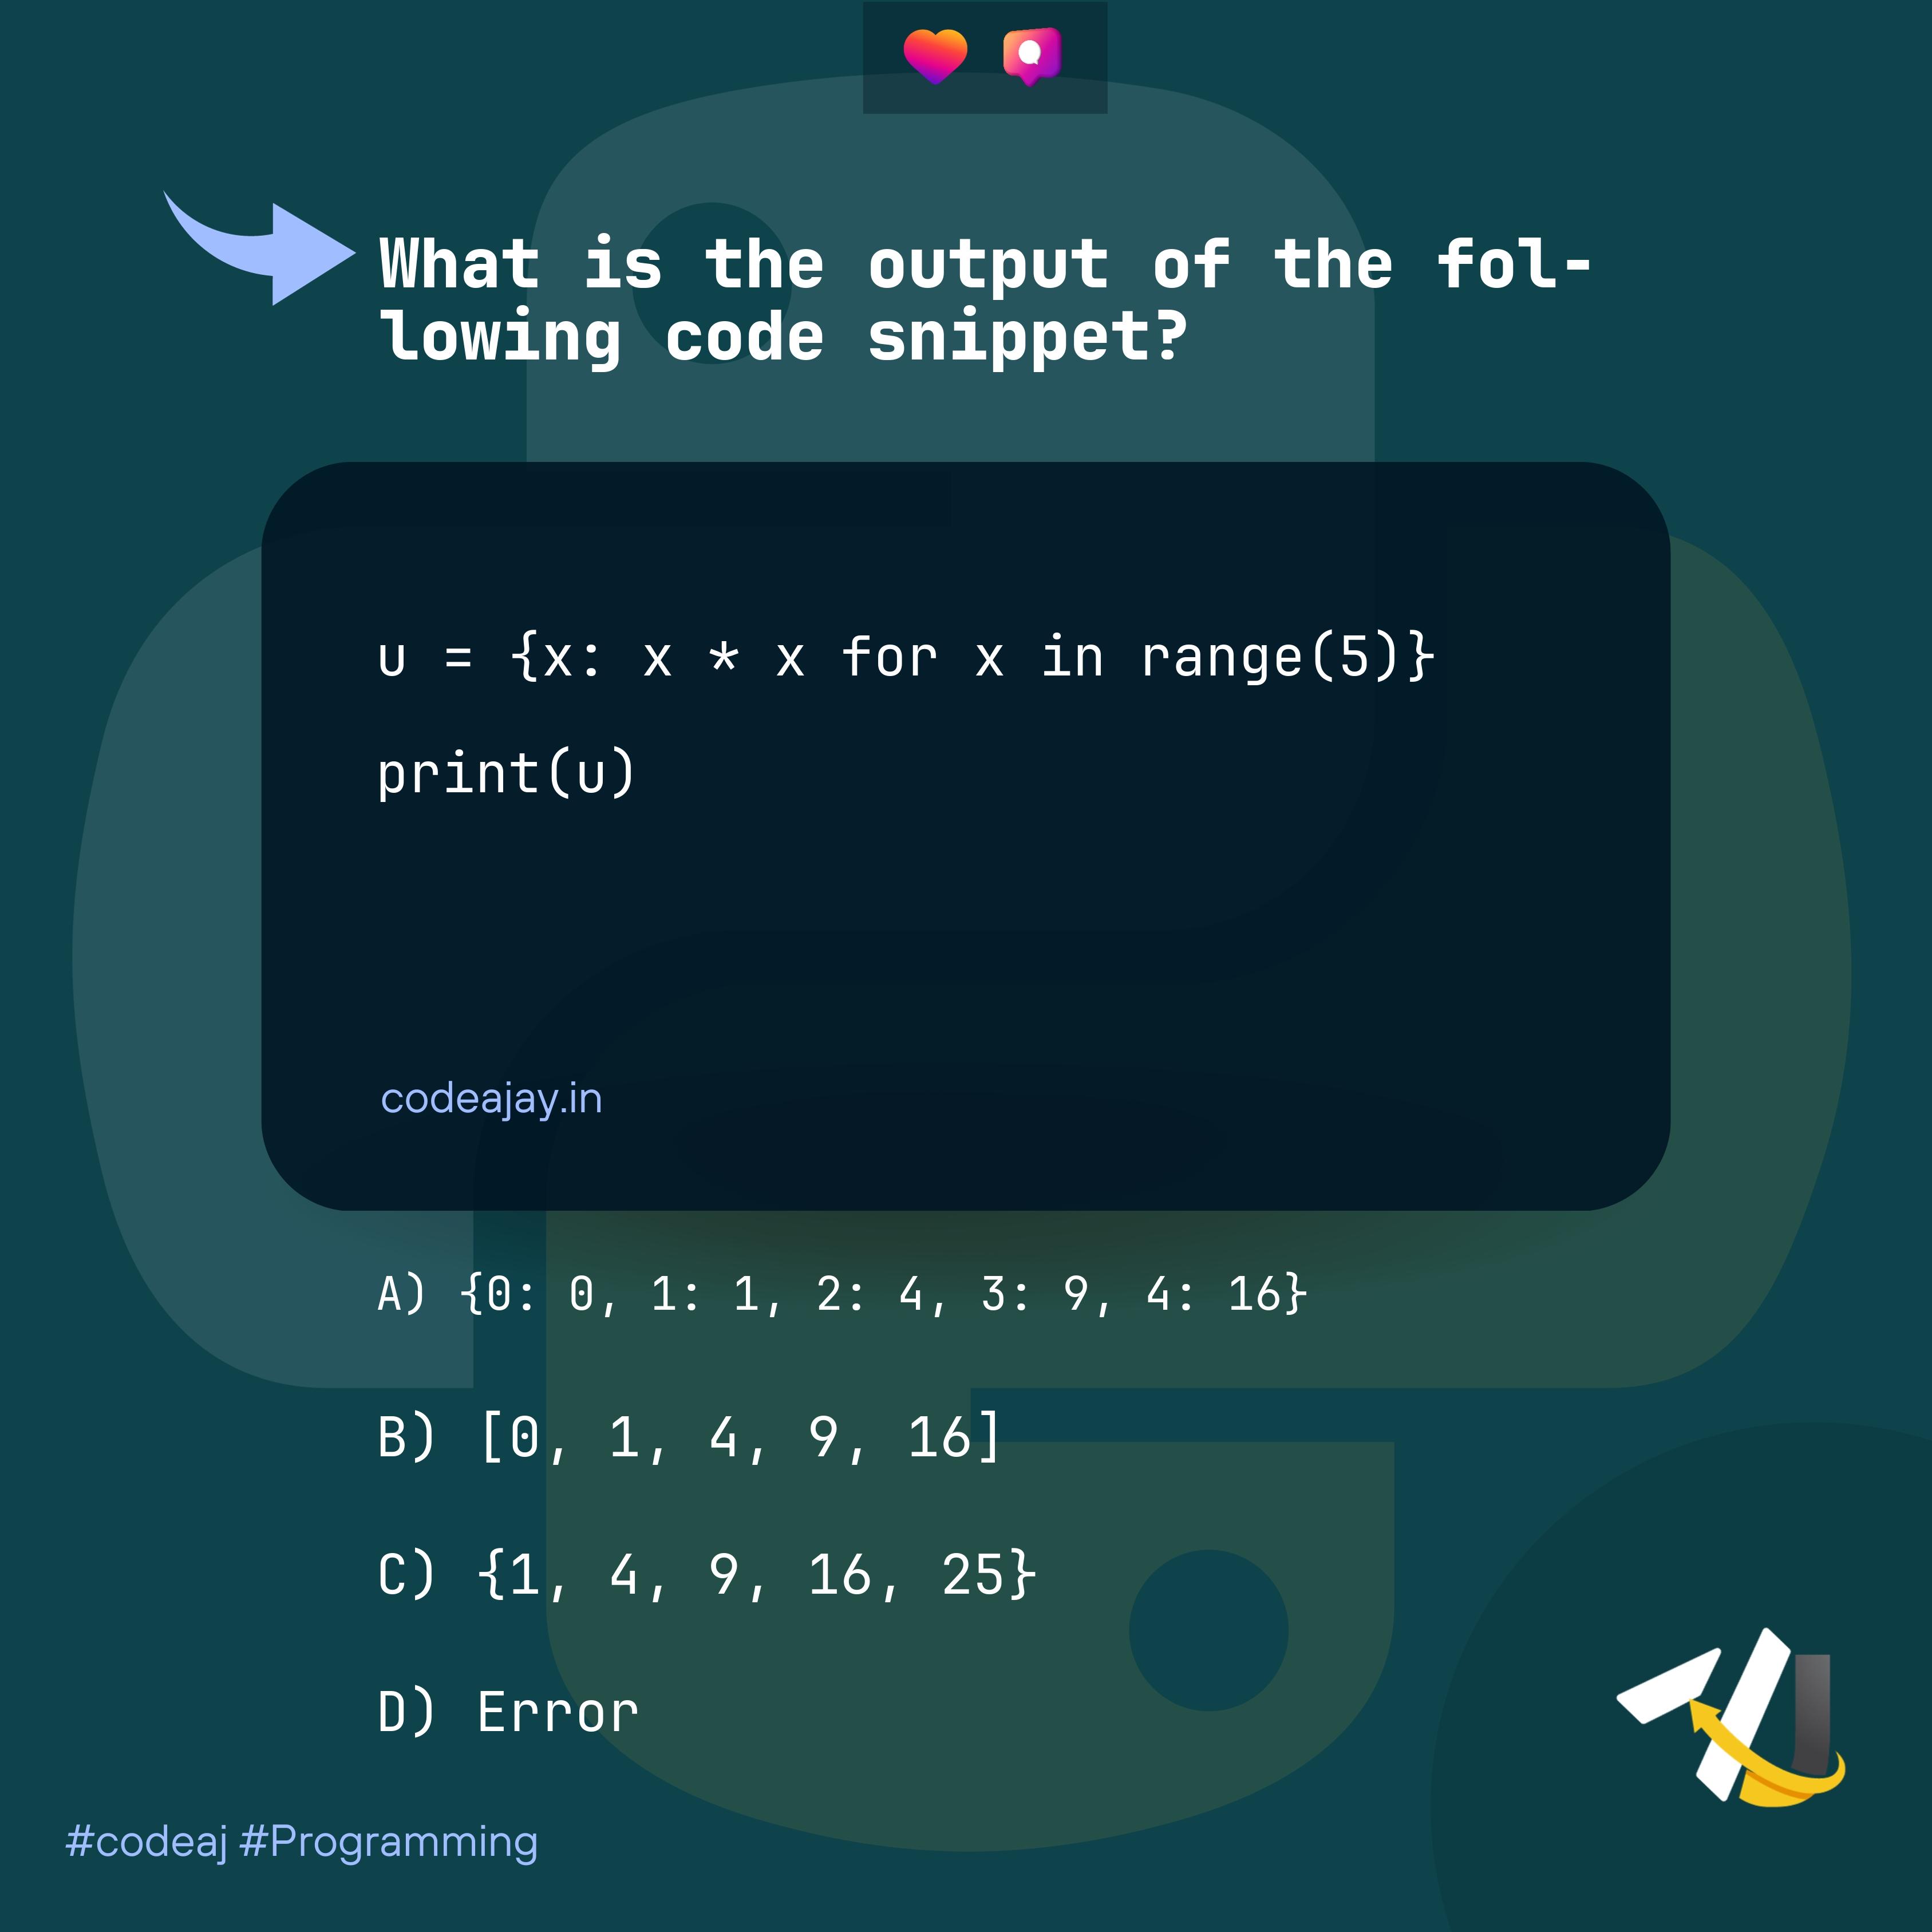 What is the output of the fol-
lowing code snippet?
u = {x: x * x for x in range(5)}
print(u)
codeajay.in
A) {0: 0, 1: 1, 2: 4, 3: 9, 4: 16}
B) [0, 1, 4, 9, 16]
C) {1, 4, 9, 16, 25}
D) Error
#codeaj #Programming